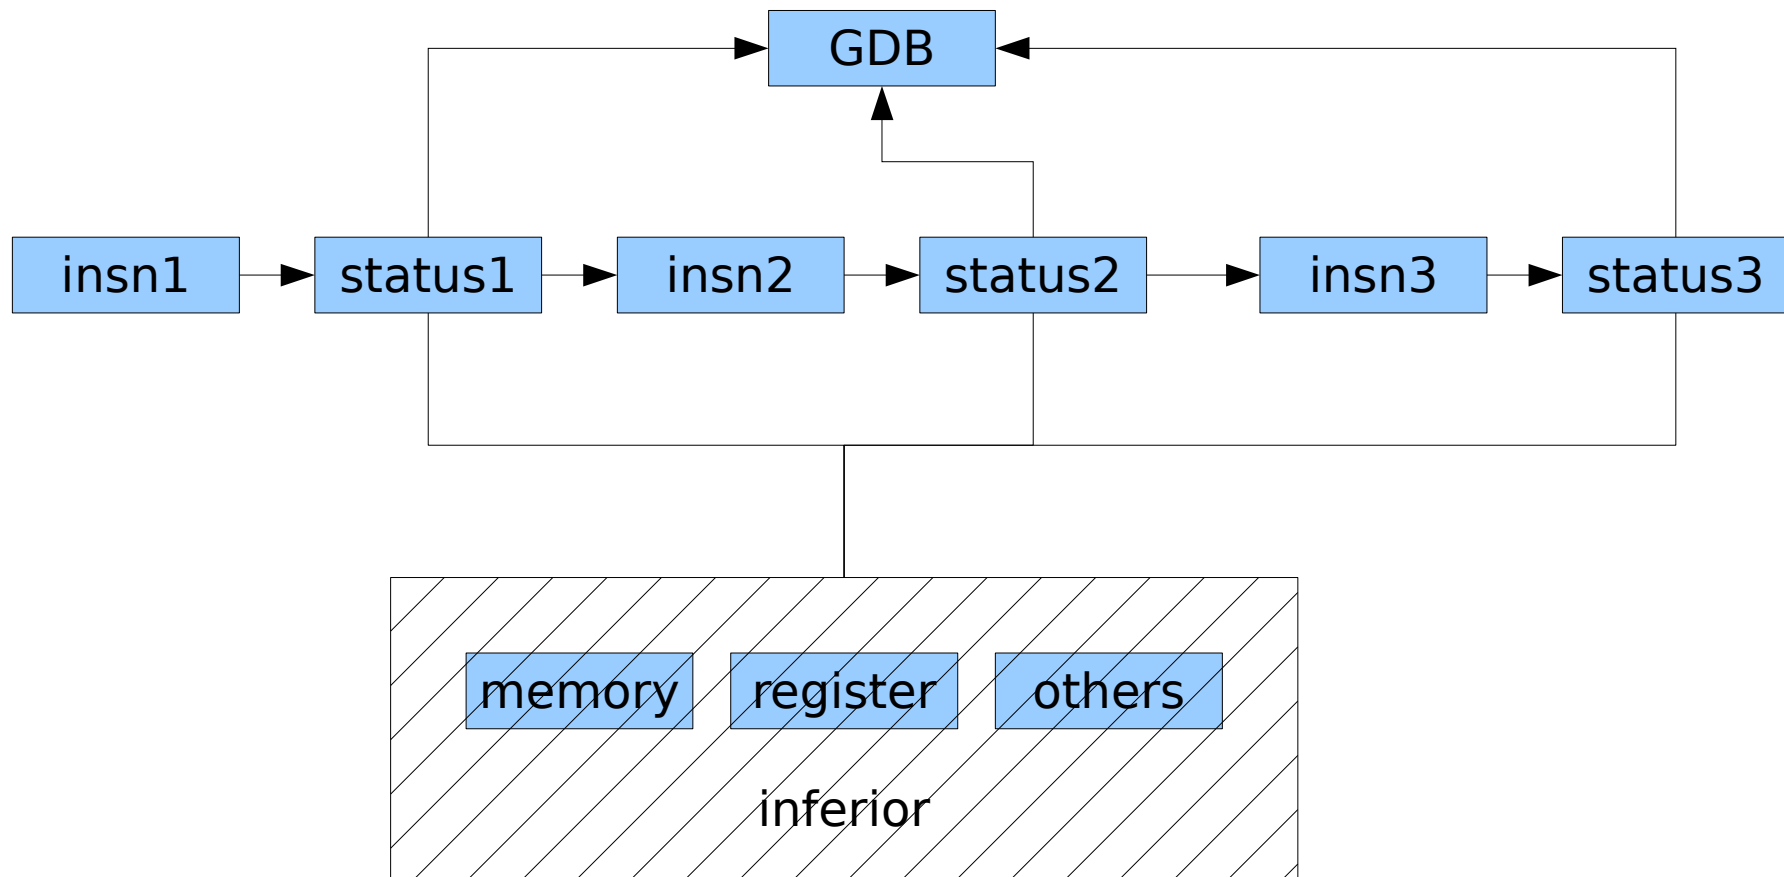 GDB
insn1 status1 insn2 status2 insn3 status3
memory register others
inferior